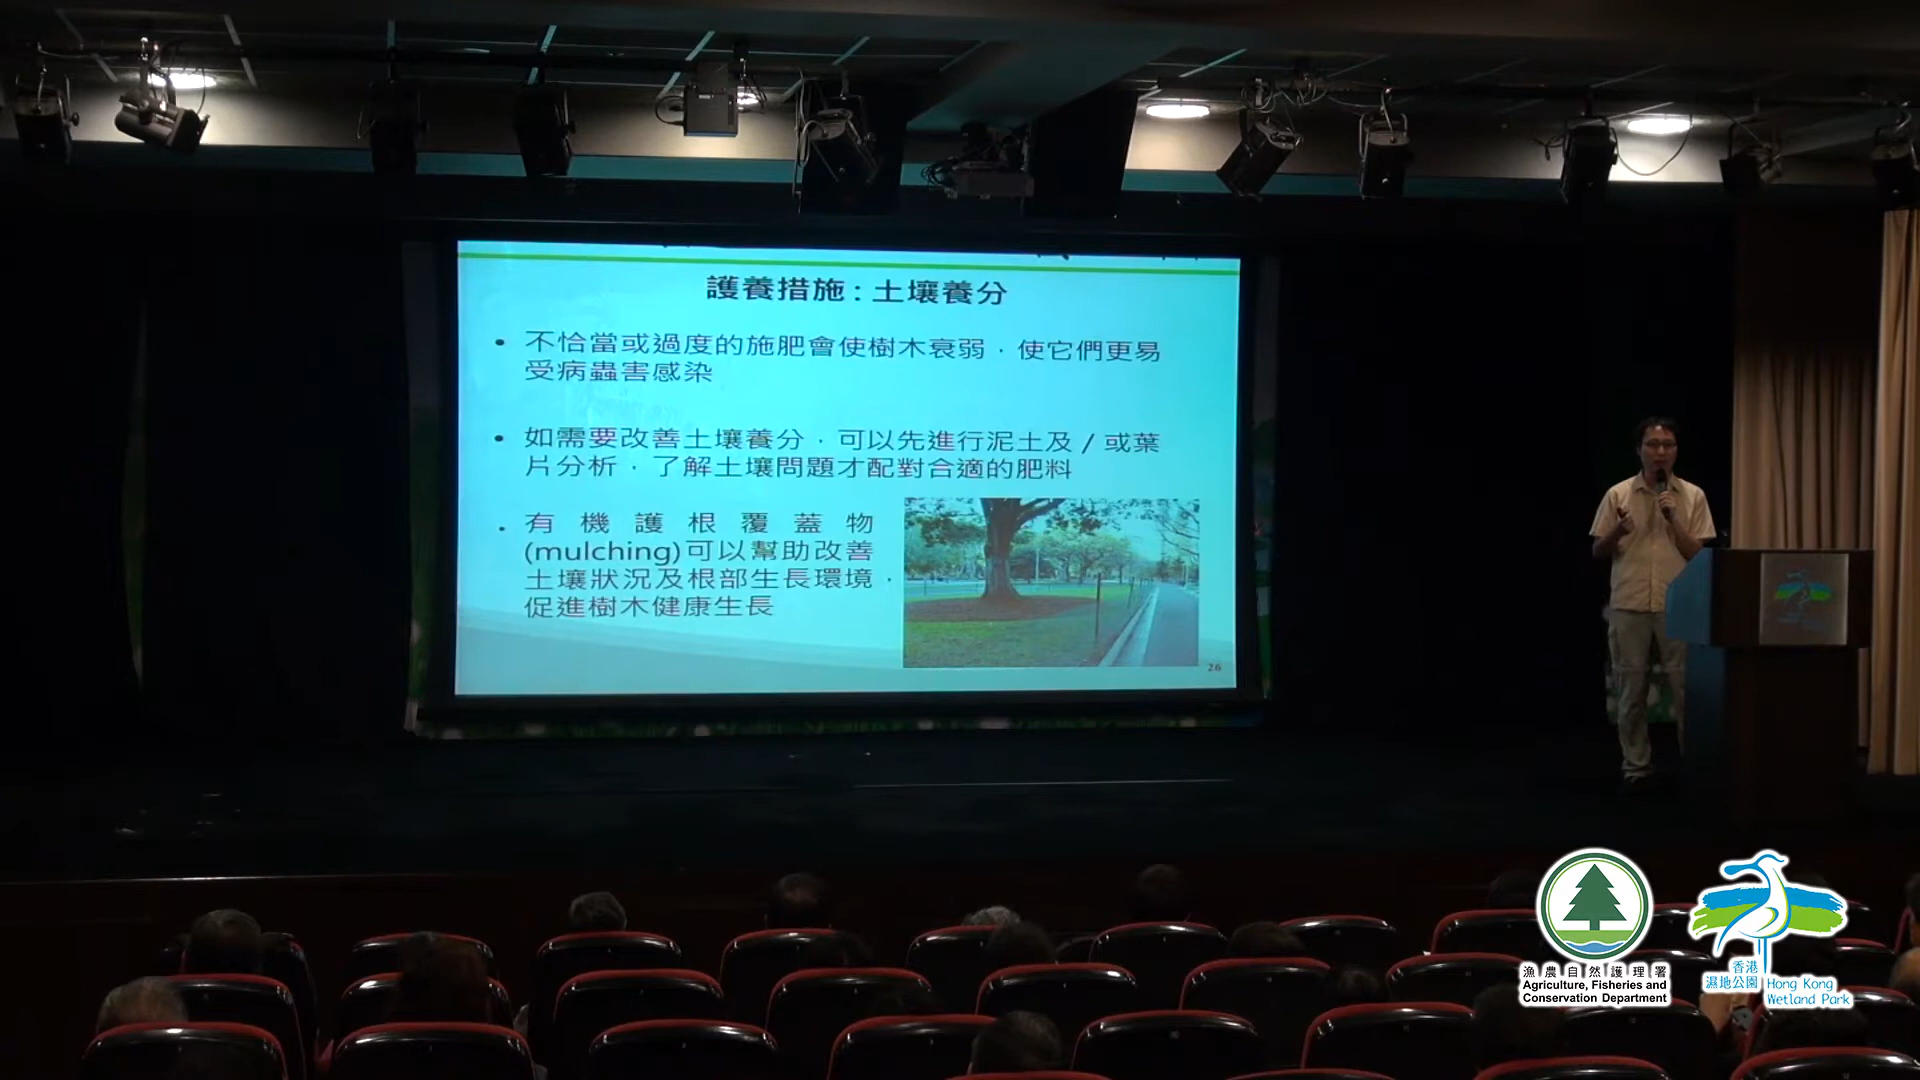 護養措施 : 土壤養分
• 不恰當或過度的施肥會使樹木衰弱，使它們更易
受病蟲害感染
• 如需要改善土壤養分，可以先進行泥土及 / 或葉
片分析，了解土壤問題才配對合適的肥料
• 有機護根覆蓋物
(mulching)可以幫助改善
土壤狀況及根部生長環境，
促進樹木健康生長
26
漁農自然護理署
Agriculture, Fisheries and
Conservation Department
香港
濕地公園
Hong Kong
Wetland Park